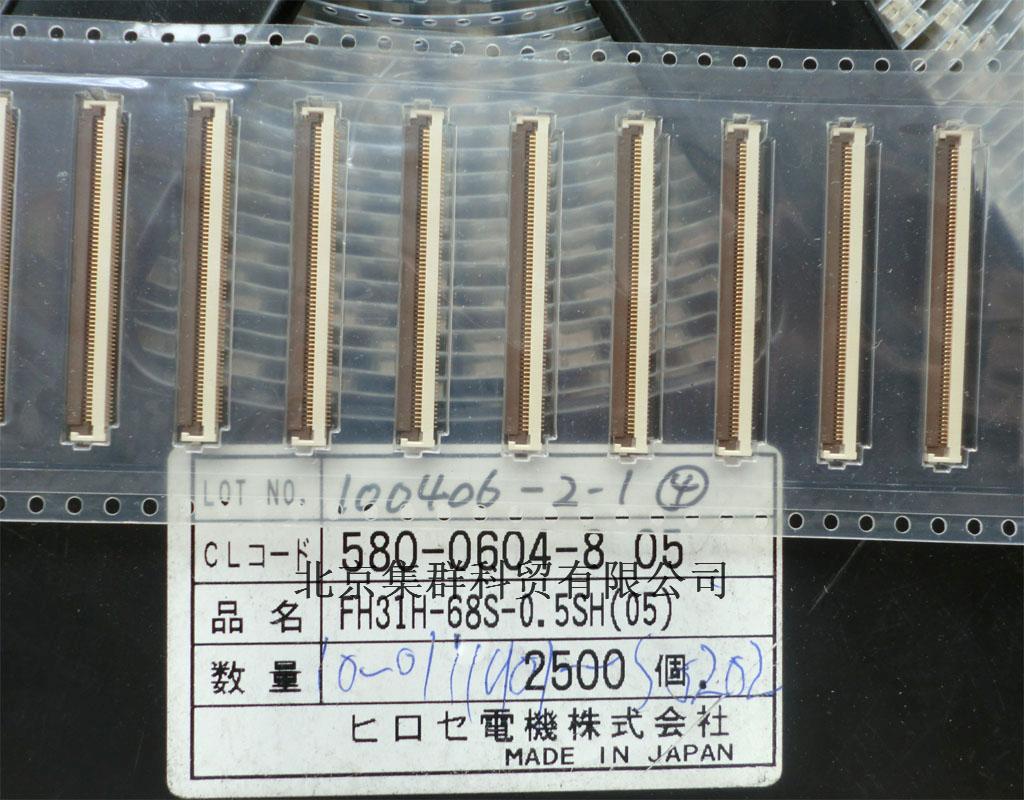 LOT NO. 100406-2-1 ④
CLコード 580-0604-8 05
北京集群科贸有限公司
品名 FH31H-68S-0.5SH(05)
数量 2500 個.
ヒロセ電機株式会社
MADE IN JAPAN